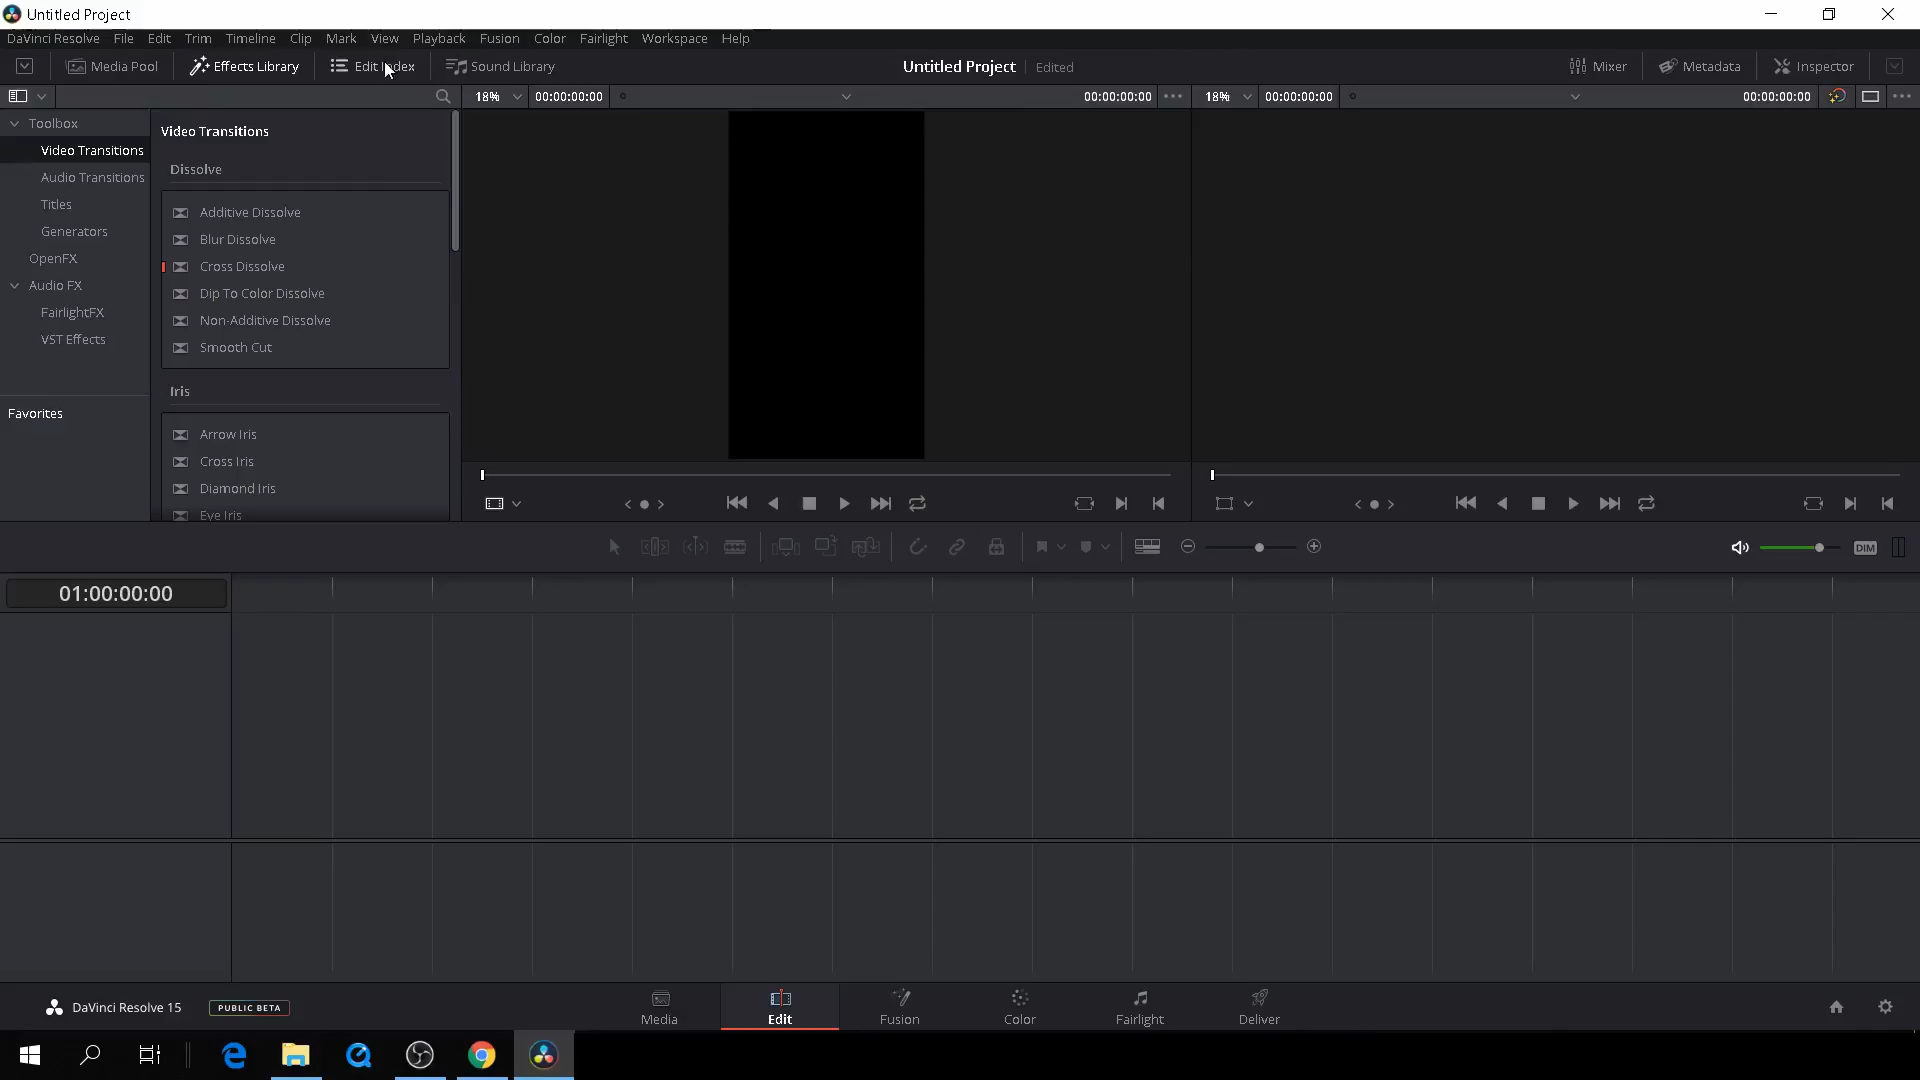 Untitled Project
DaVinci Resolve File Edit Trim Timeline Clip Mark View Playback Fusion Color Fairlight Workspace Help
Media Pool Effects Library Edit Index Sound Library Untitled Project Edited Mixer Metadata Inspector
18% 00:00:00:00 00:00:00:00 18% 00:00:00:00 00:00:00:00
Toolbox
Video Transitions
Audio Transitions
Titles
Generators
OpenFX
Audio FX
FairlightFX
VST Effects
Favorites
Video Transitions
Dissolve
Additive Dissolve
Blur Dissolve
Cross Dissolve
Dip To Color Dissolve
Non-Additive Dissolve
Smooth Cut
Iris
Arrow Iris
Cross Iris
Diamond Iris
Eye Iris
DIM
01:00:00:00
DaVinci Resolve 15 PUBLIC BETA
Media Edit Fusion Color Fairlight Deliver